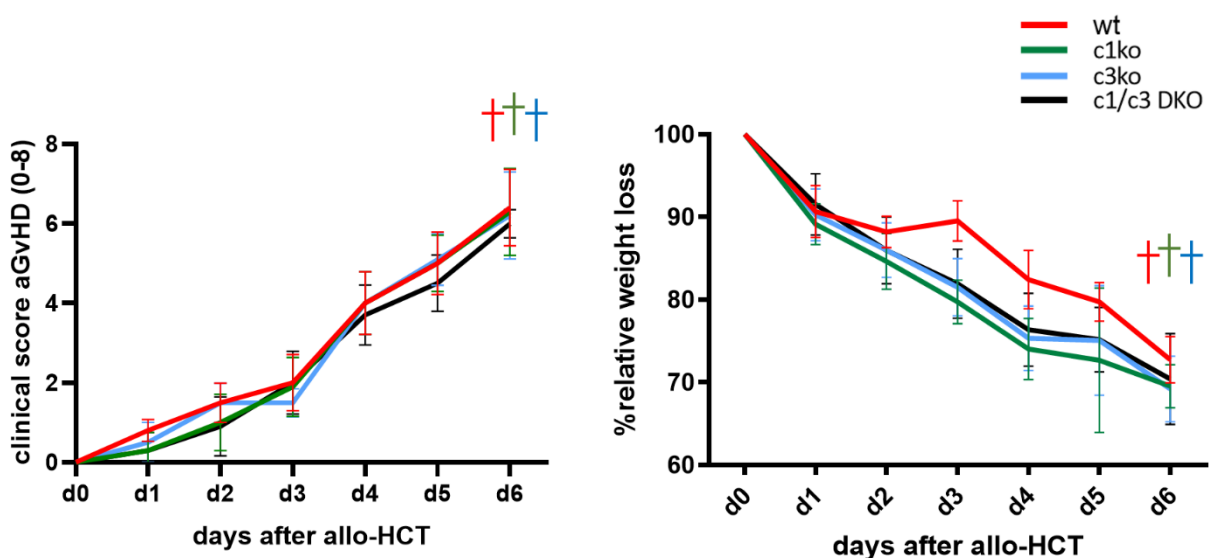 wt
c1ko
c3ko
c1/c3 DKO
clinical score aGvHD (0-8)
8
6
4
2
0
d0 d1 d2 d3 d4 d5 d6
days after allo-HCT
%relative weight loss
100
90
80
70
60
d0 d1 d2 d3 d4 d5 d6
days after allo-HCT